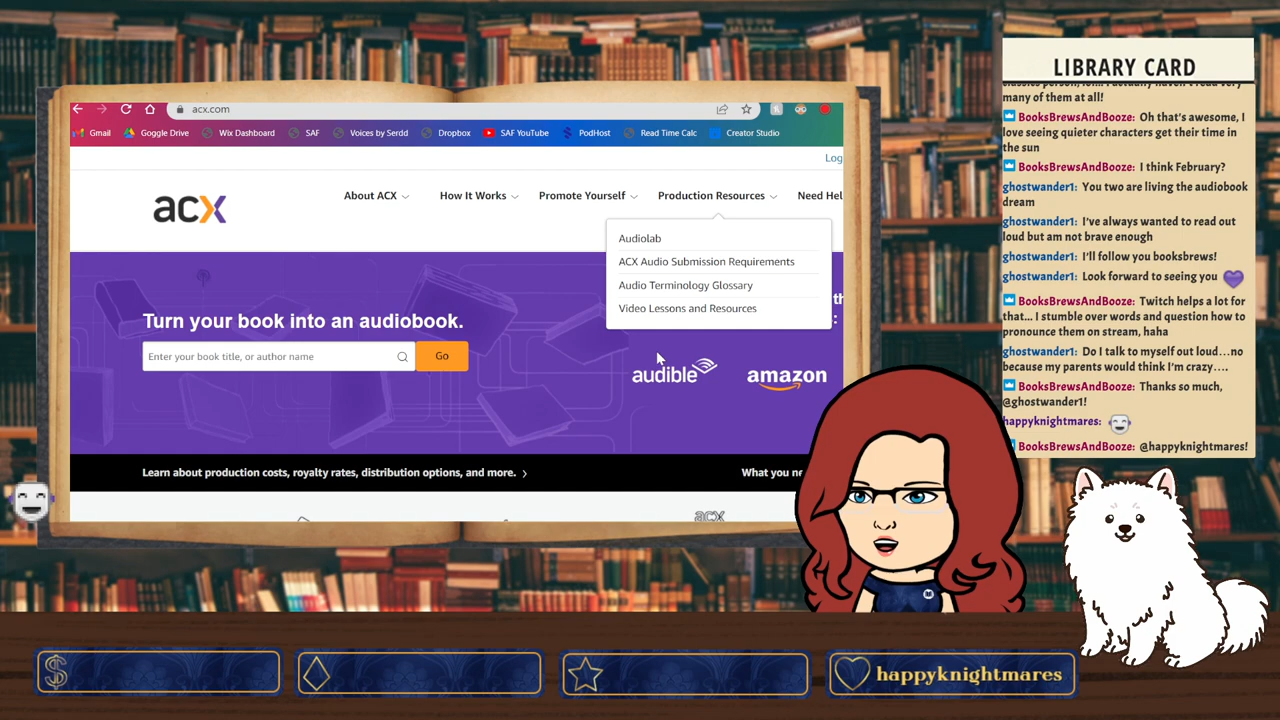 acx.com
Gmail
Goggle Drive
Wix Dashboard
SAF
Voices by Serdd
Dropbox
SAF YouTube
PodHost
Read Time Calc
Creator Studio
Log
acx
About ACX
How It Works
Promote Yourself
Production Resources
Need Hel
Audiolab
ACX Audio Submission Requirements
Audio Terminology Glossary
Video Lessons and Resources
Turn your book into an audiobook.
Enter your book title, or author name
Go
audible
amazon
Learn about production costs, royalty rates, distribution options, and more.
What you ne
acx
LIBRARY CARD
many of them at all!
BooksBrewsAndBooze: Oh that's awesome, I
love seeing quieter characters get their time in
the sun
BooksBrewsAndBooze: I think February?
ghostwander1: You two are living the audiobook
dream
ghostwander1: I've always wanted to read out
loud but am not brave enough
ghostwander1: I'll follow you booksbrews!
ghostwander1: Look forward to seeing you
BooksBrewsAndBooze: Twitch helps a lot for
that... I stumble over words and question how to
pronounce them on stream, haha
ghostwander1: Do I talk to myself out loud...no
because my parents would think I'm crazy....
BooksBrewsAndBooze: Thanks so much,
@ghostwander1!
happyknightmares:
BooksBrewsAndBooze: @happyknightmares!
$
happyknightmares